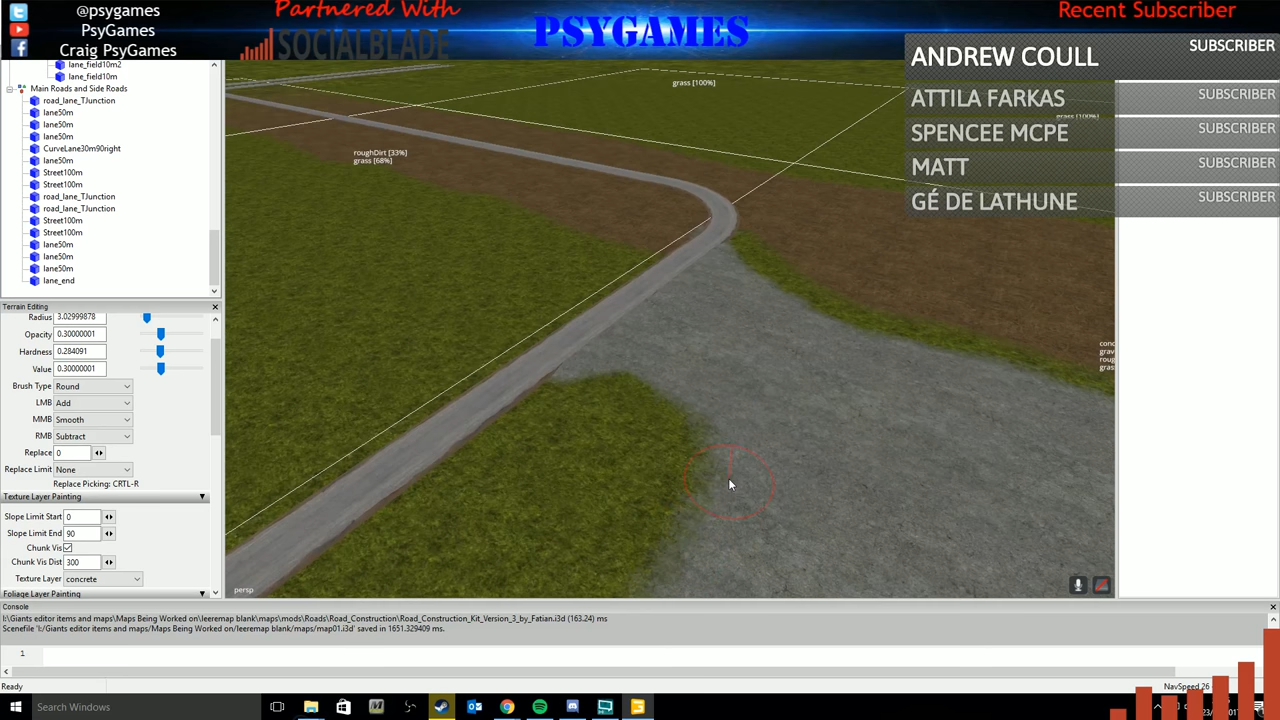 @psygames
PsyGames
Craig PsyGames
Partnered With
SOCIALBLADE
PSYGAMES
Recent Subscriber
ANDREW COULL SUBSCRIBER
ATTILA FARKAS SUBSCRIBER
SPENCEE MCPE SUBSCRIBER
MATT SUBSCRIBER
GÉ DE LATHUNE SUBSCRIBER
lane_field10m2
lane_field10m
Main Roads and Side Roads
road_lane_TJunction
lane50m
lane50m
lane50m
CurveLane30m90right
lane50m
Street100m
Street100m
road_lane_TJunction
road_lane_TJunction
Street100m
Street100m
lane50m
lane50m
lane50m
lane_end
Terrain Editing
Radius 3.02999878
Opacity 0.30000001
Hardness 0.284091
Value 0.30000001
Brush Type Round
LMB Add
MMB Smooth
RMB Subtract
Replace 0
Replace Limit None
Replace Picking: CRTL-R
Texture Layer Painting
Slope Limit Start 0
Slope Limit End 90
Chunk Vis
Chunk Vis Dist 300
Texture Layer concrete
Foliage Layer Painting
grass [100%]
grass [100%]
roughDirt [33%]
grass [68%]
conc
grav
roug
gras
persp
Console
I:\Giants editor items and maps\Maps Being Worked on\leeremap blank\maps\mods\Roads\Road_Construction\Road_Construction_Kit_Version_3_by_Fatian.i3d (163.24) ms
Scenefile 'I:/Giants editor items and maps/Maps Being Worked on/leeremap blank/maps/map01.i3d' saved in 1651.329409 ms.
1
Ready
NavSpeed 26
Search Windows